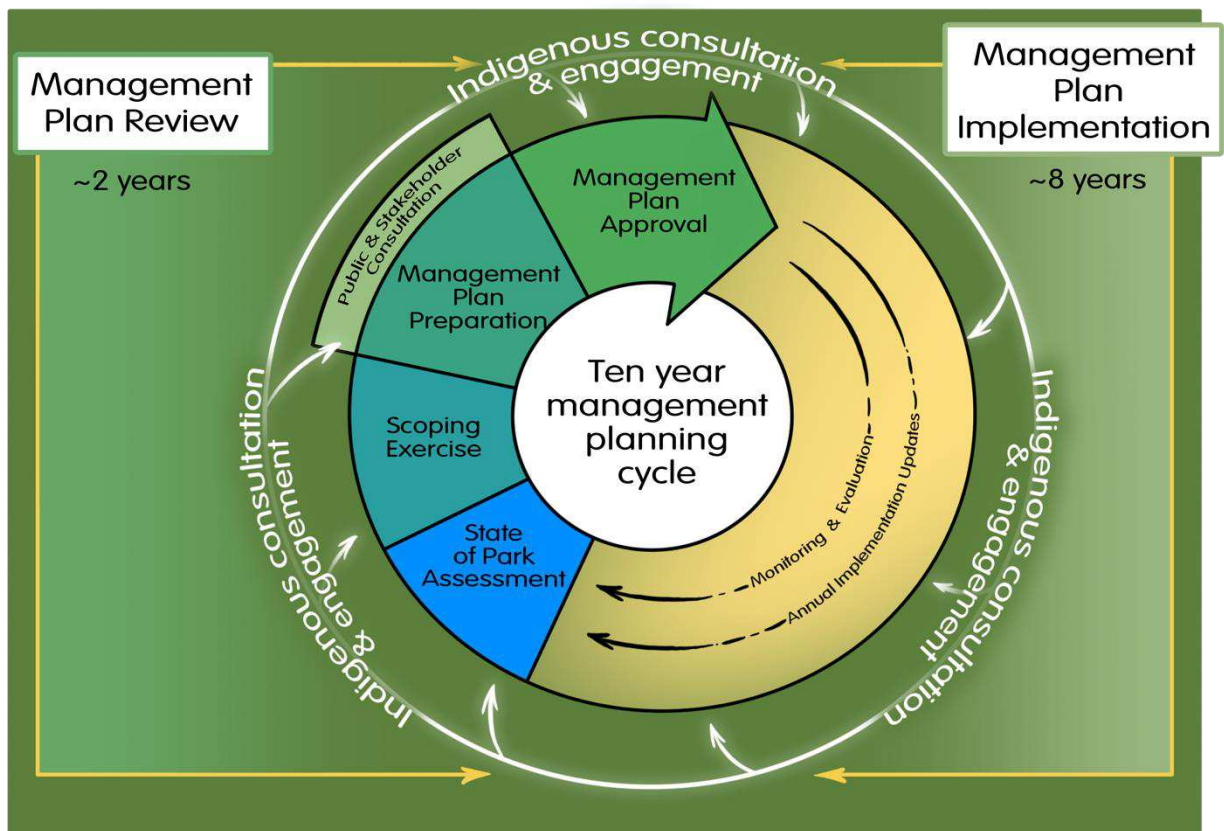 Management
Plan Review
~2 years
Indigenous consultation
& engagement
Management
Plan
Implementation
~8 years
Public & Stakeholder
Consultation
Management
Plan
Approval
Management
Plan
Preparation
Scoping
Exercise
State
of Park
Assessment
Ten year
management
planning
cycle
Monitoring & Evaluation
Annual Implementation Updates
Indigenous consultation
& engagement
Indigenous consultation
& engagement